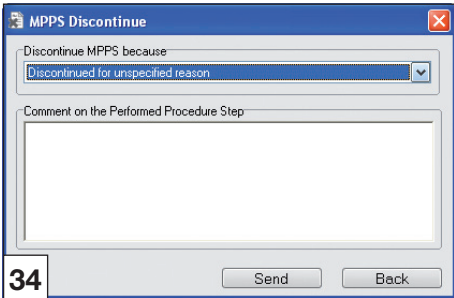 MPPS Discontinue
Discontinue MPPS because
Discontinued for unspecified reason
Comment on the Performed Procedure Step
34
Send
Back